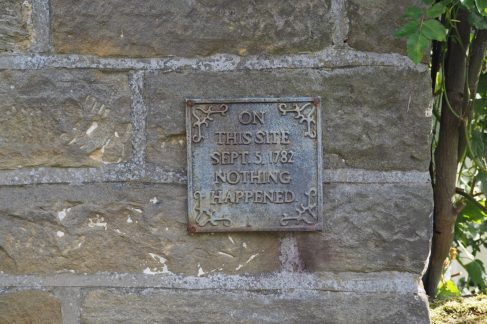 ON
THIS SITE
SEPT. 5, 1782
NOTHING
HAPPENED